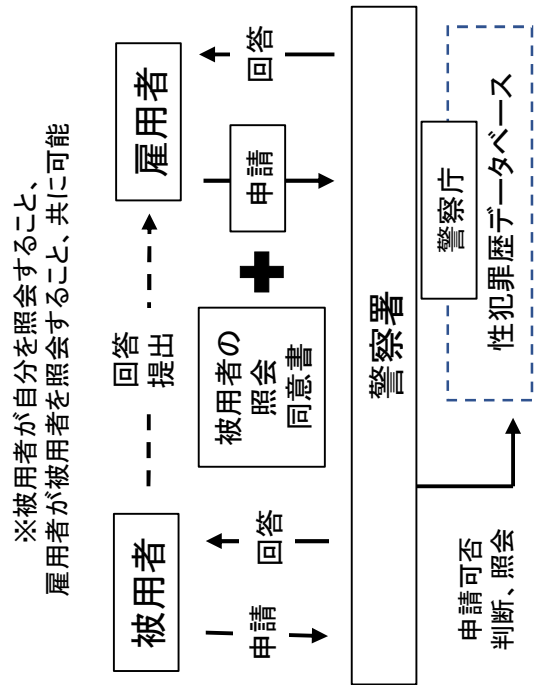 ※被用者が自分を照会すること、
雇用者が被用者を照会すること、共に可能
被用者
回答
提出
雇用者
申請
回答
被用者の
照会
同意書
申請
回答
警察署
申請可否
判断、照会
警察庁
性犯罪歴データベース